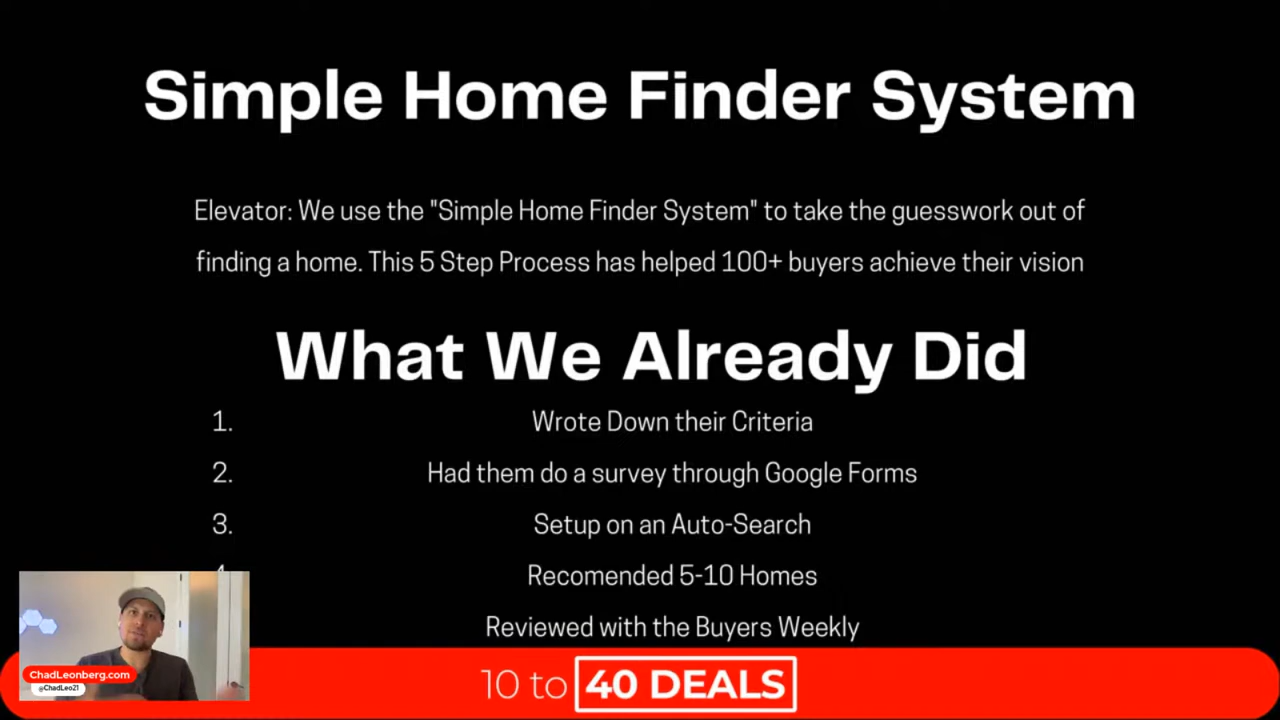 Simple Home Finder System
Elevator: We use the "Simple Home Finder System" to take the guesswork out of
finding a home. This 5 Step Process has helped 100+ buyers achieve their vision
What We Already Did
1. Wrote Down their Criteria
2. Had them do a survey through Google Forms
3. Setup on an Auto-Search
Recomended 5-10 Homes
Reviewed with the Buyers Weekly
ChadLeonberg.com
@ChadLeo21
10 to 40 DEALS